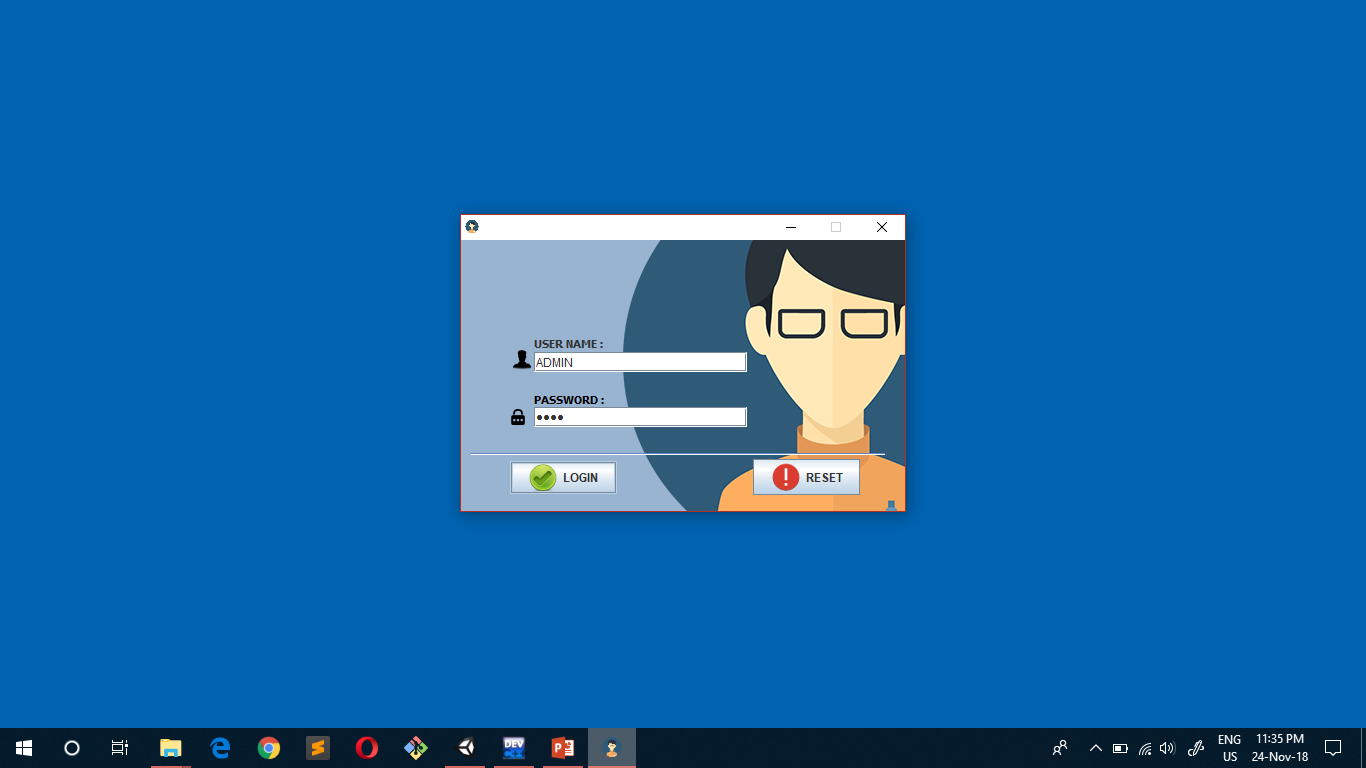 USER NAME :
ADMIN
PASSWORD :
••••
LOGIN
RESET
DEV
C++
P
ENG
US
11:35 PM
24-Nov-18